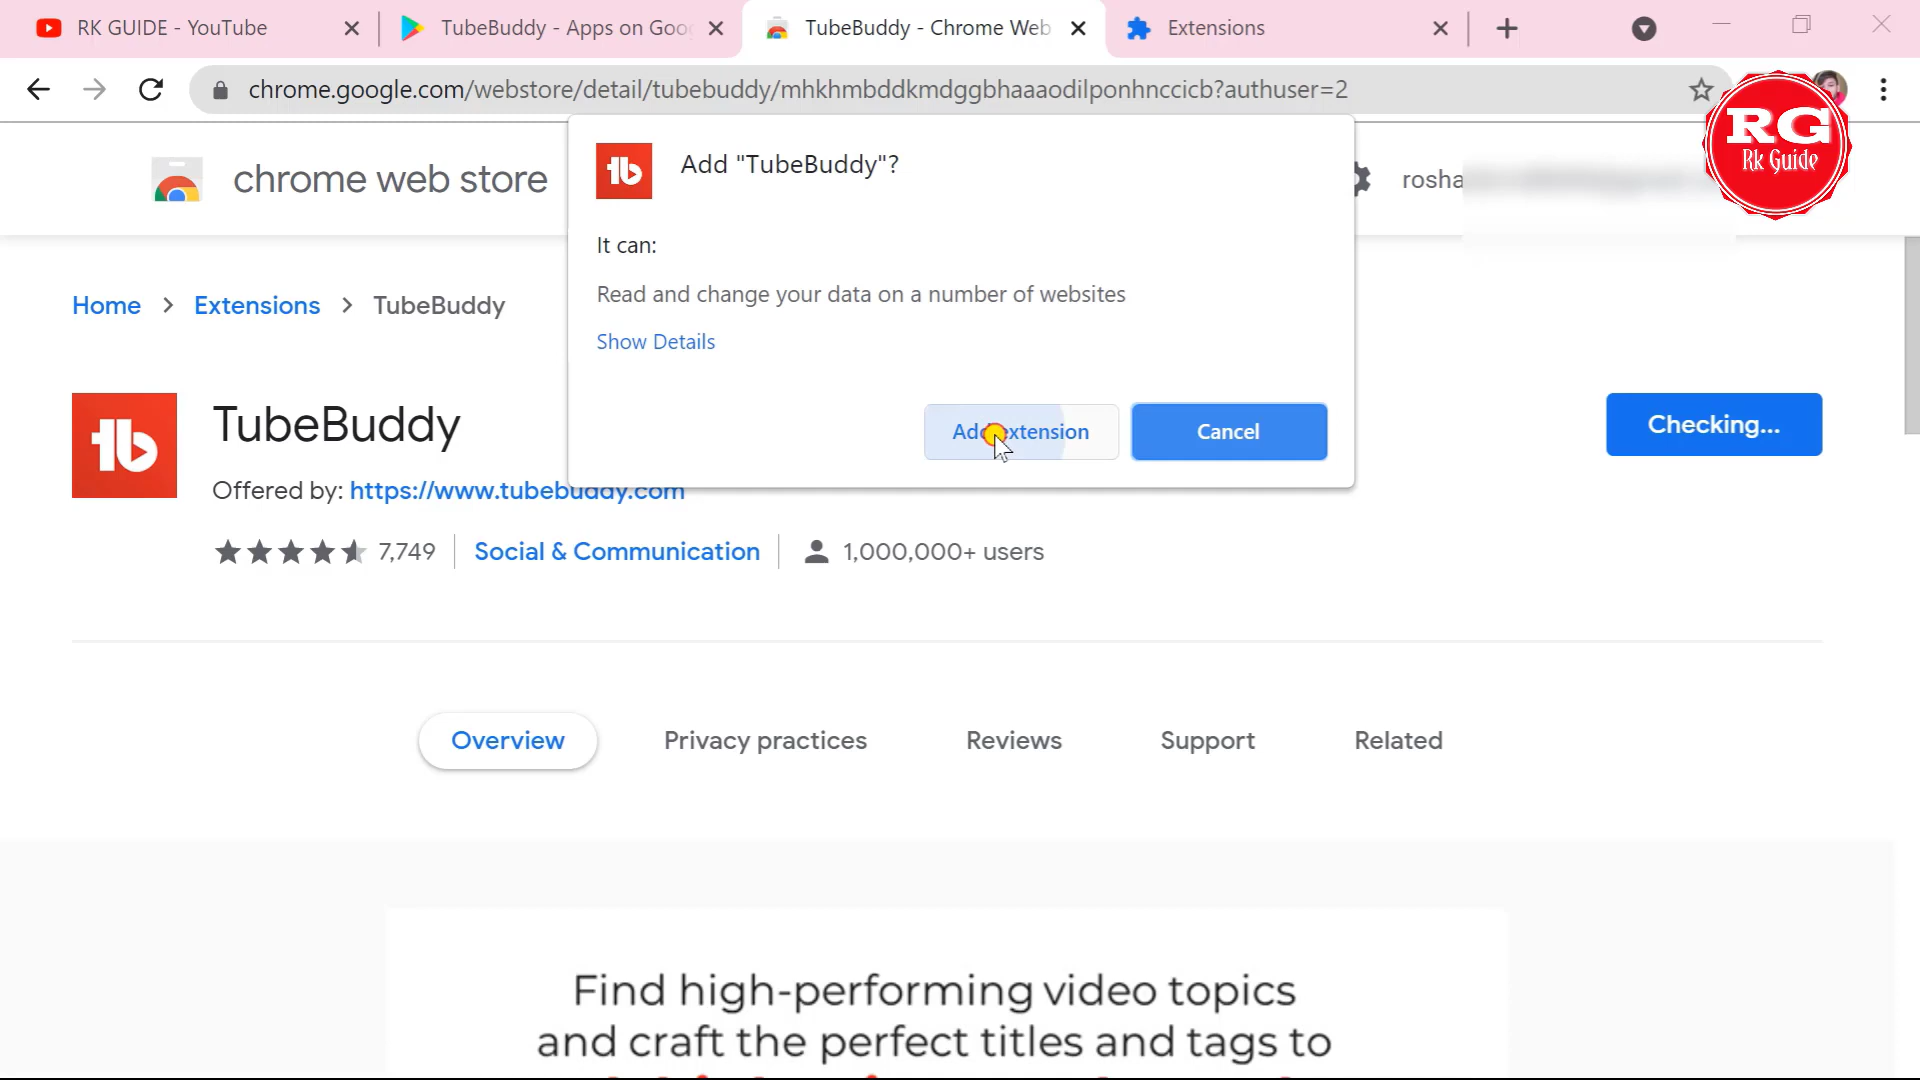 RK GUIDE - YouTube
TubeBuddy - Apps on Goo
TubeBuddy - Chrome Web
Extensions
chrome.google.com/webstore/detail/tubebuddy/mhkhmbddkmdggbhaaaodilponhnccicb?authuser=2
RG
Rk Guide
chrome web store
rosha
Add "TubeBuddy"?
It can:
Read and change your data on a number of websites
Show Details
Add extension
Cancel
Home > Extensions > TubeBuddy
TubeBuddy
Checking...
Offered by: https://www.tubebuddy.com
7,749
Social & Communication
1,000,000+ users
Overview
Privacy practices
Reviews
Support
Related
Find high-performing video topics
and craft the perfect titles and tags to